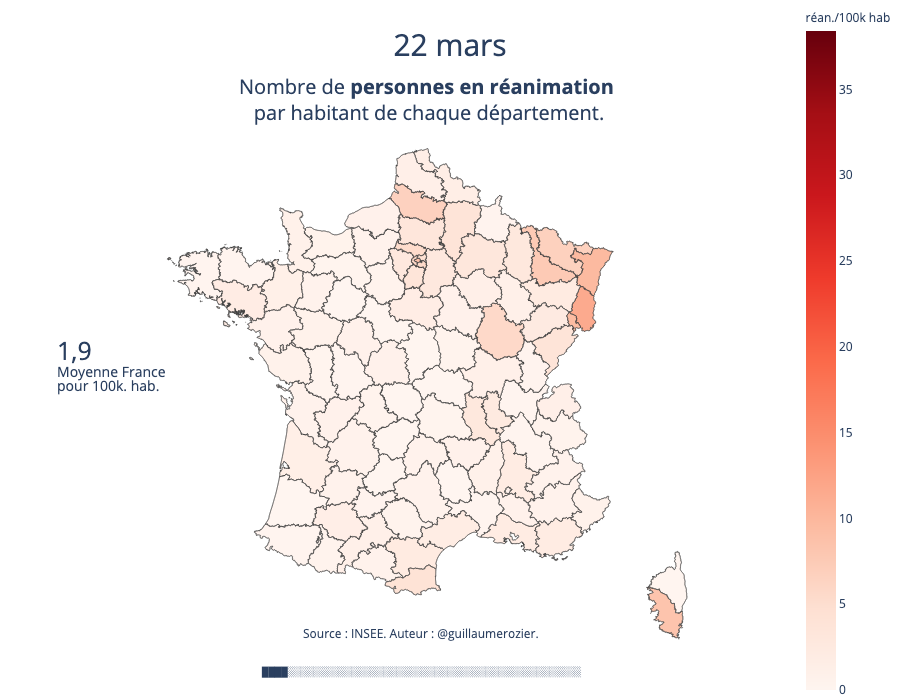 22 mars
Nombre de personnes en réanimation
par habitant de chaque département.
réan./100k hab
35
30
25
20
15
10
5
0
1,9
Moyenne France
pour 100k. hab.
Source : INSEE. Auteur : @guillaumerozier.